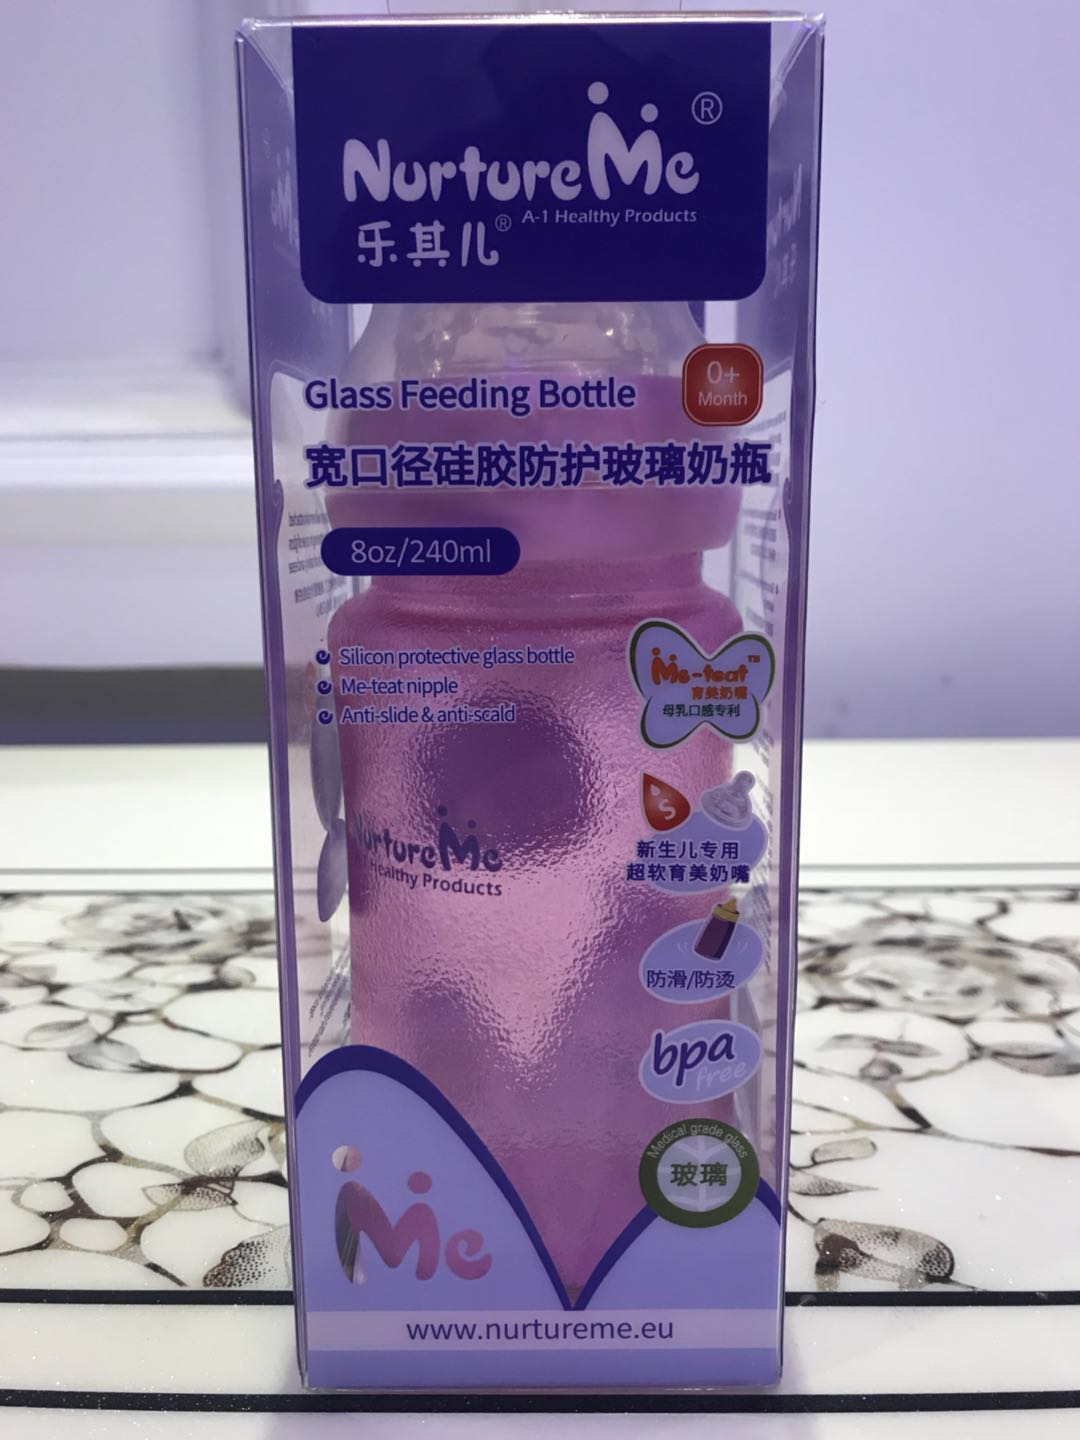 NurtureMe®
A-1 Healthy Products
乐其儿®
Glass Feeding Bottle
0+
Month
宽口径硅胶防护玻璃奶瓶
8oz/240ml
Silicon protective glass bottle
Me-teat nipple
Anti-slide & anti-scald
Me-teat™
育美奶嘴
母乳口感专利
S
新生儿专用
超软育美奶嘴
NurtureMe
Healthy Products
防滑/防烫
bpa
free
Medical grade glass
玻璃
Me
www.nurtureme.eu